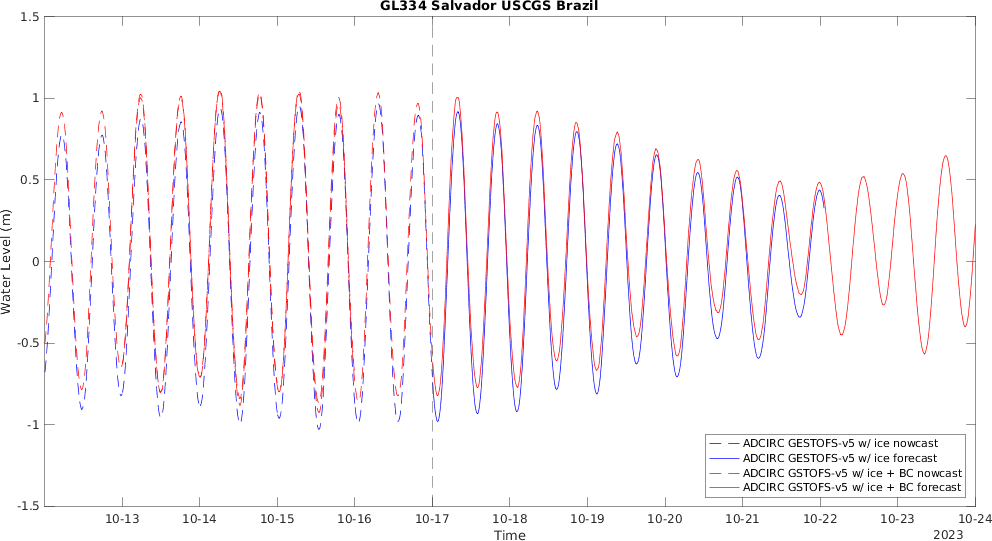 GL334 Salvador USCGS Brazil
1.5
1
0.5
0
-0.5
-1
-1.5
Water Level (m)
ADCIRC GESTOFS-v5 w/ ice nowcast
ADCIRC GESTOFS-v5 w/ ice forecast
ADCIRC GSTOFS-v5 w/ ice + BC nowcast
ADCIRC GSTOFS-v5 w/ ice + BC forecast
10-13 10-14 10-15 10-16 10-17 10-18 10-19 10-20 10-21 10-22 10-23 10-24
Time
2023